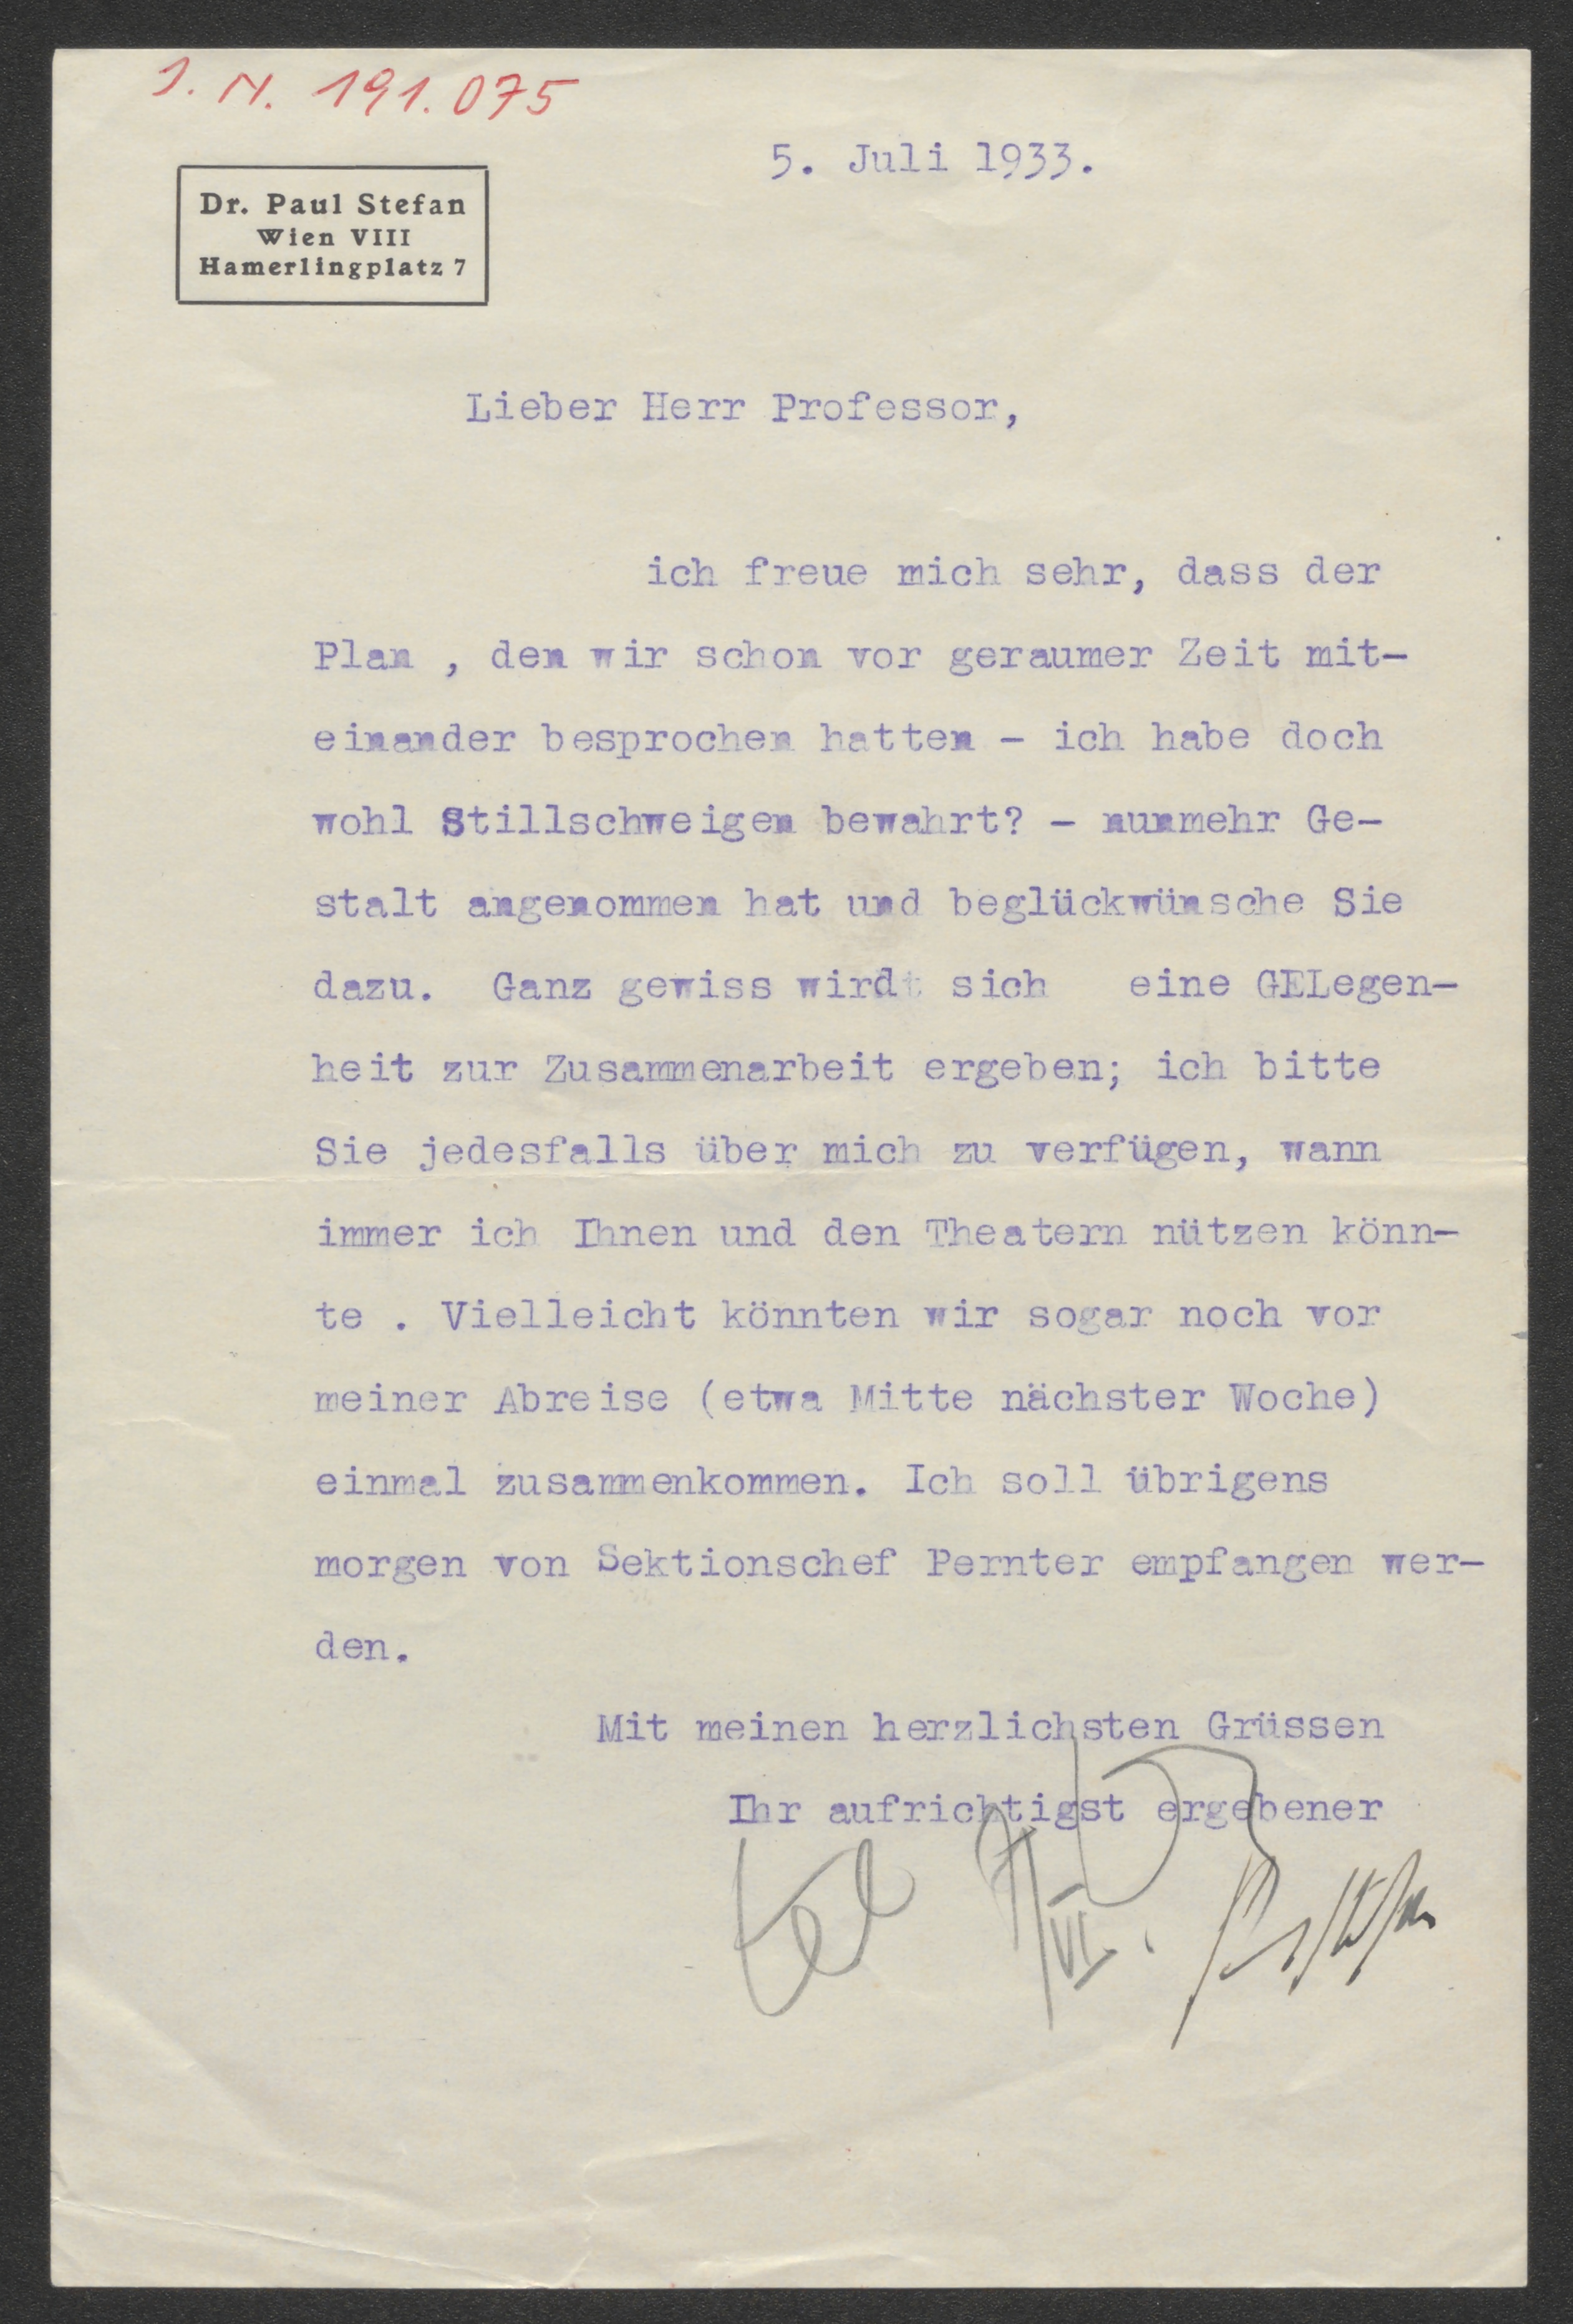 J. N. 191.075
5. Juli 1933.
Dr. Paul Stefan
Wien VIII
Hamerlingplatz 7
Lieber Herr Professor,
ich freue mich sehr, dass der
Plan , den wir schon vor geraumer Zeit mit-
einander besprochen hatten - ich habe doch
wohl Stillschweigen bewahrt? - nunmehr Ge-
stalt angenommen hat und beglückwünsche Sie
dazu. Ganz gewiss wird sich eine GELegen-
heit zur Zusammenarbeit ergeben; ich bitte
Sie jedesfalls über mich zu verfügen, wann
immer ich Ihnen und den Theatern nützen könn-
te . Vielleicht könnten wir sogar noch vor
meiner Abreise (etwa Mitte nächster Woche)
einmal zusammenkommen. Ich soll übrigens
morgen von Sektionschef Pernter empfangen wer-
den.
Mit meinen herzlichsten Grüssen
Ihr aufrichtigst ergebener
tel